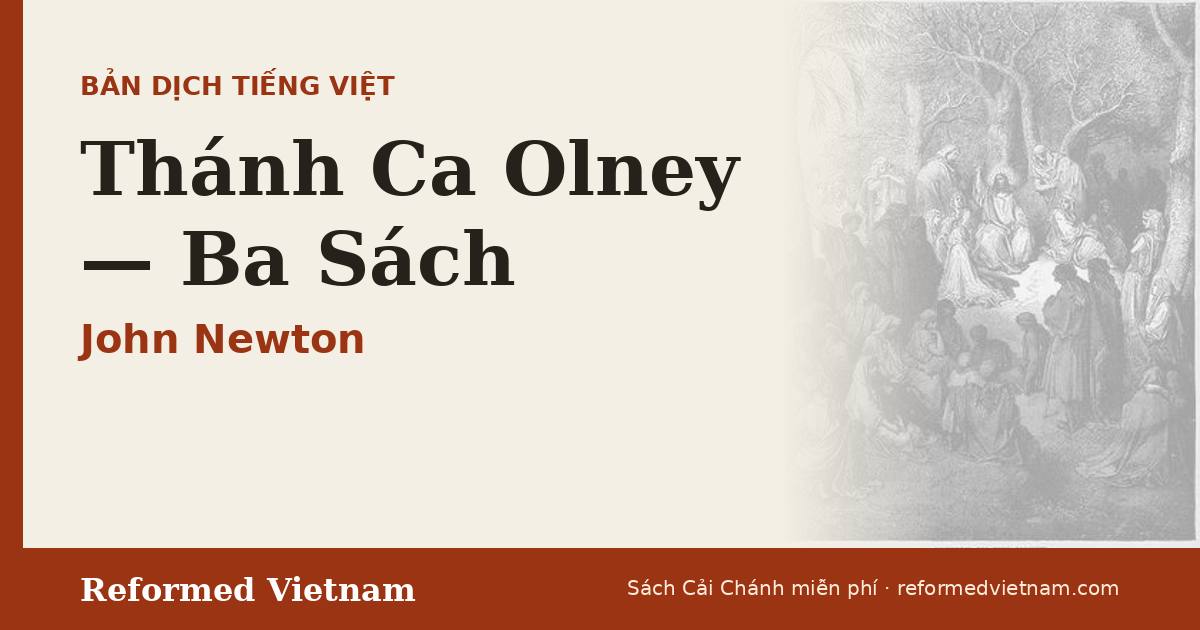 BẢN DỊCH TIẾNG VIỆT
Thánh Ca Olney
— Ba Sách
John Newton
Reformed Vietnam
Sách Cải Chánh miễn phí · reformedvietnam.com